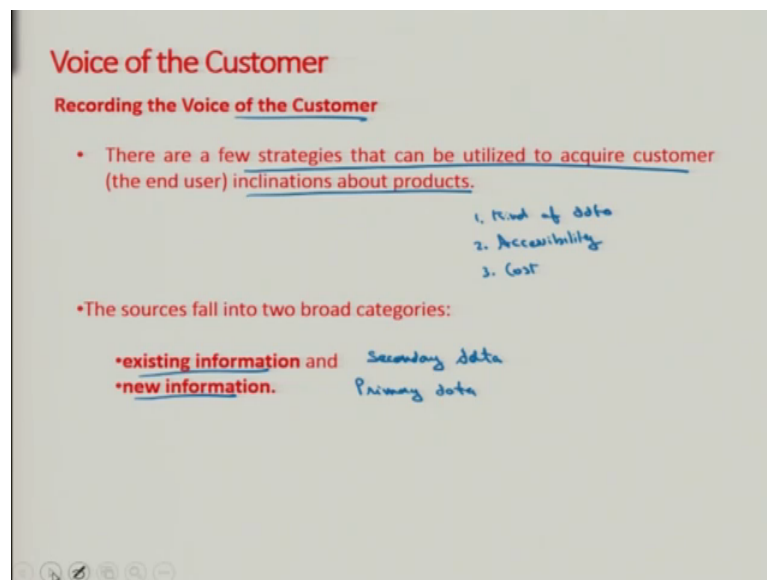 Voice of the Customer
Recording the Voice of the Customer
• There are a few strategies that can be utilized to acquire customer
(the end user) inclinations about products.
1. Kind of data
2. Accessibility
3. Cost
•The sources fall into two broad categories:
•existing information and Secondary data
•new information. Primary data